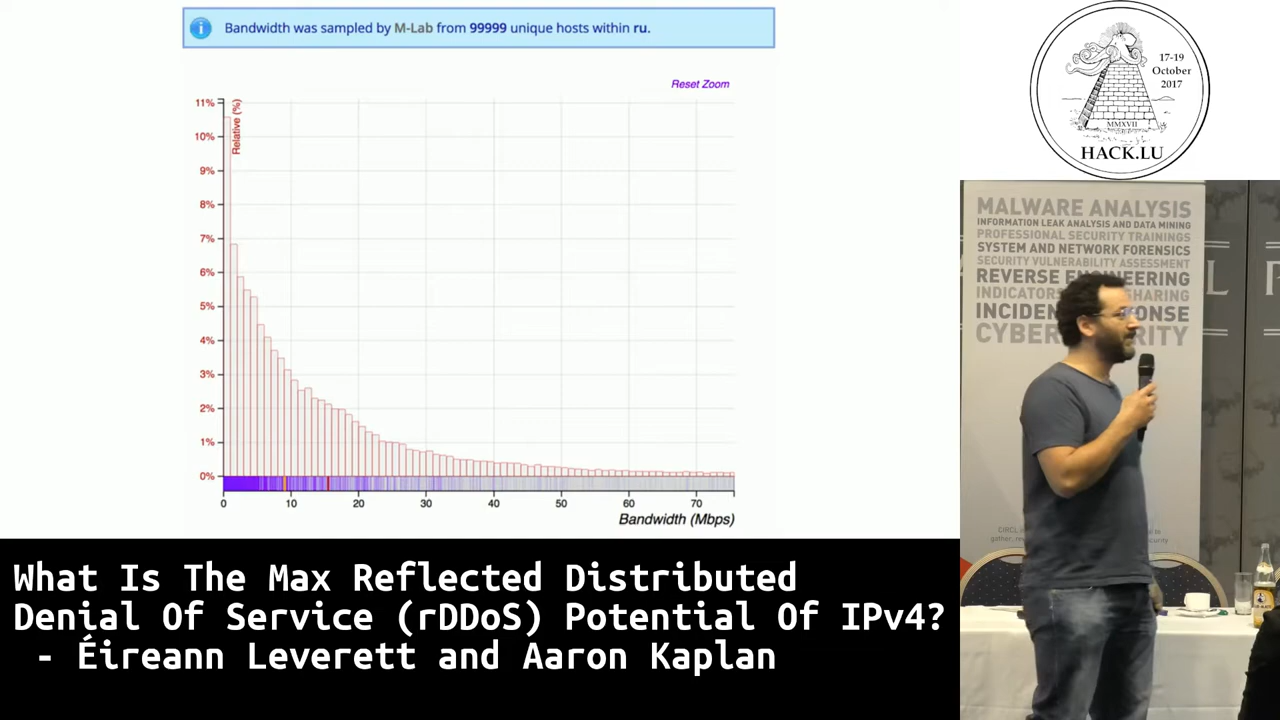 Bandwidth was sampled by M-Lab from 99999 unique hosts within ru.
Reset Zoom
Relative (%)
11%
10%
9%
8%
7%
6%
5%
4%
3%
2%
1%
0%
0 10 20 30 40 50 60 70
Bandwidth (Mbps)
17-19
October
2017
MMXVII
HACK.LU
MALWARE ANALYSIS
INFORMATION LEAK ANALYSIS AND DATA MINING
PROFESSIONAL SECURITY TRAININGS
SYSTEM AND NETWORK FORENSICS
SECURITY VULNERABILITY ASSESSMENT
REVERSE ENGINEERING
INDICATORS SHARING
What Is The Max Reflected Distributed
Denial Of Service (rDDoS) Potential Of IPv4?
- Éireann Leverett and Aaron Kaplan